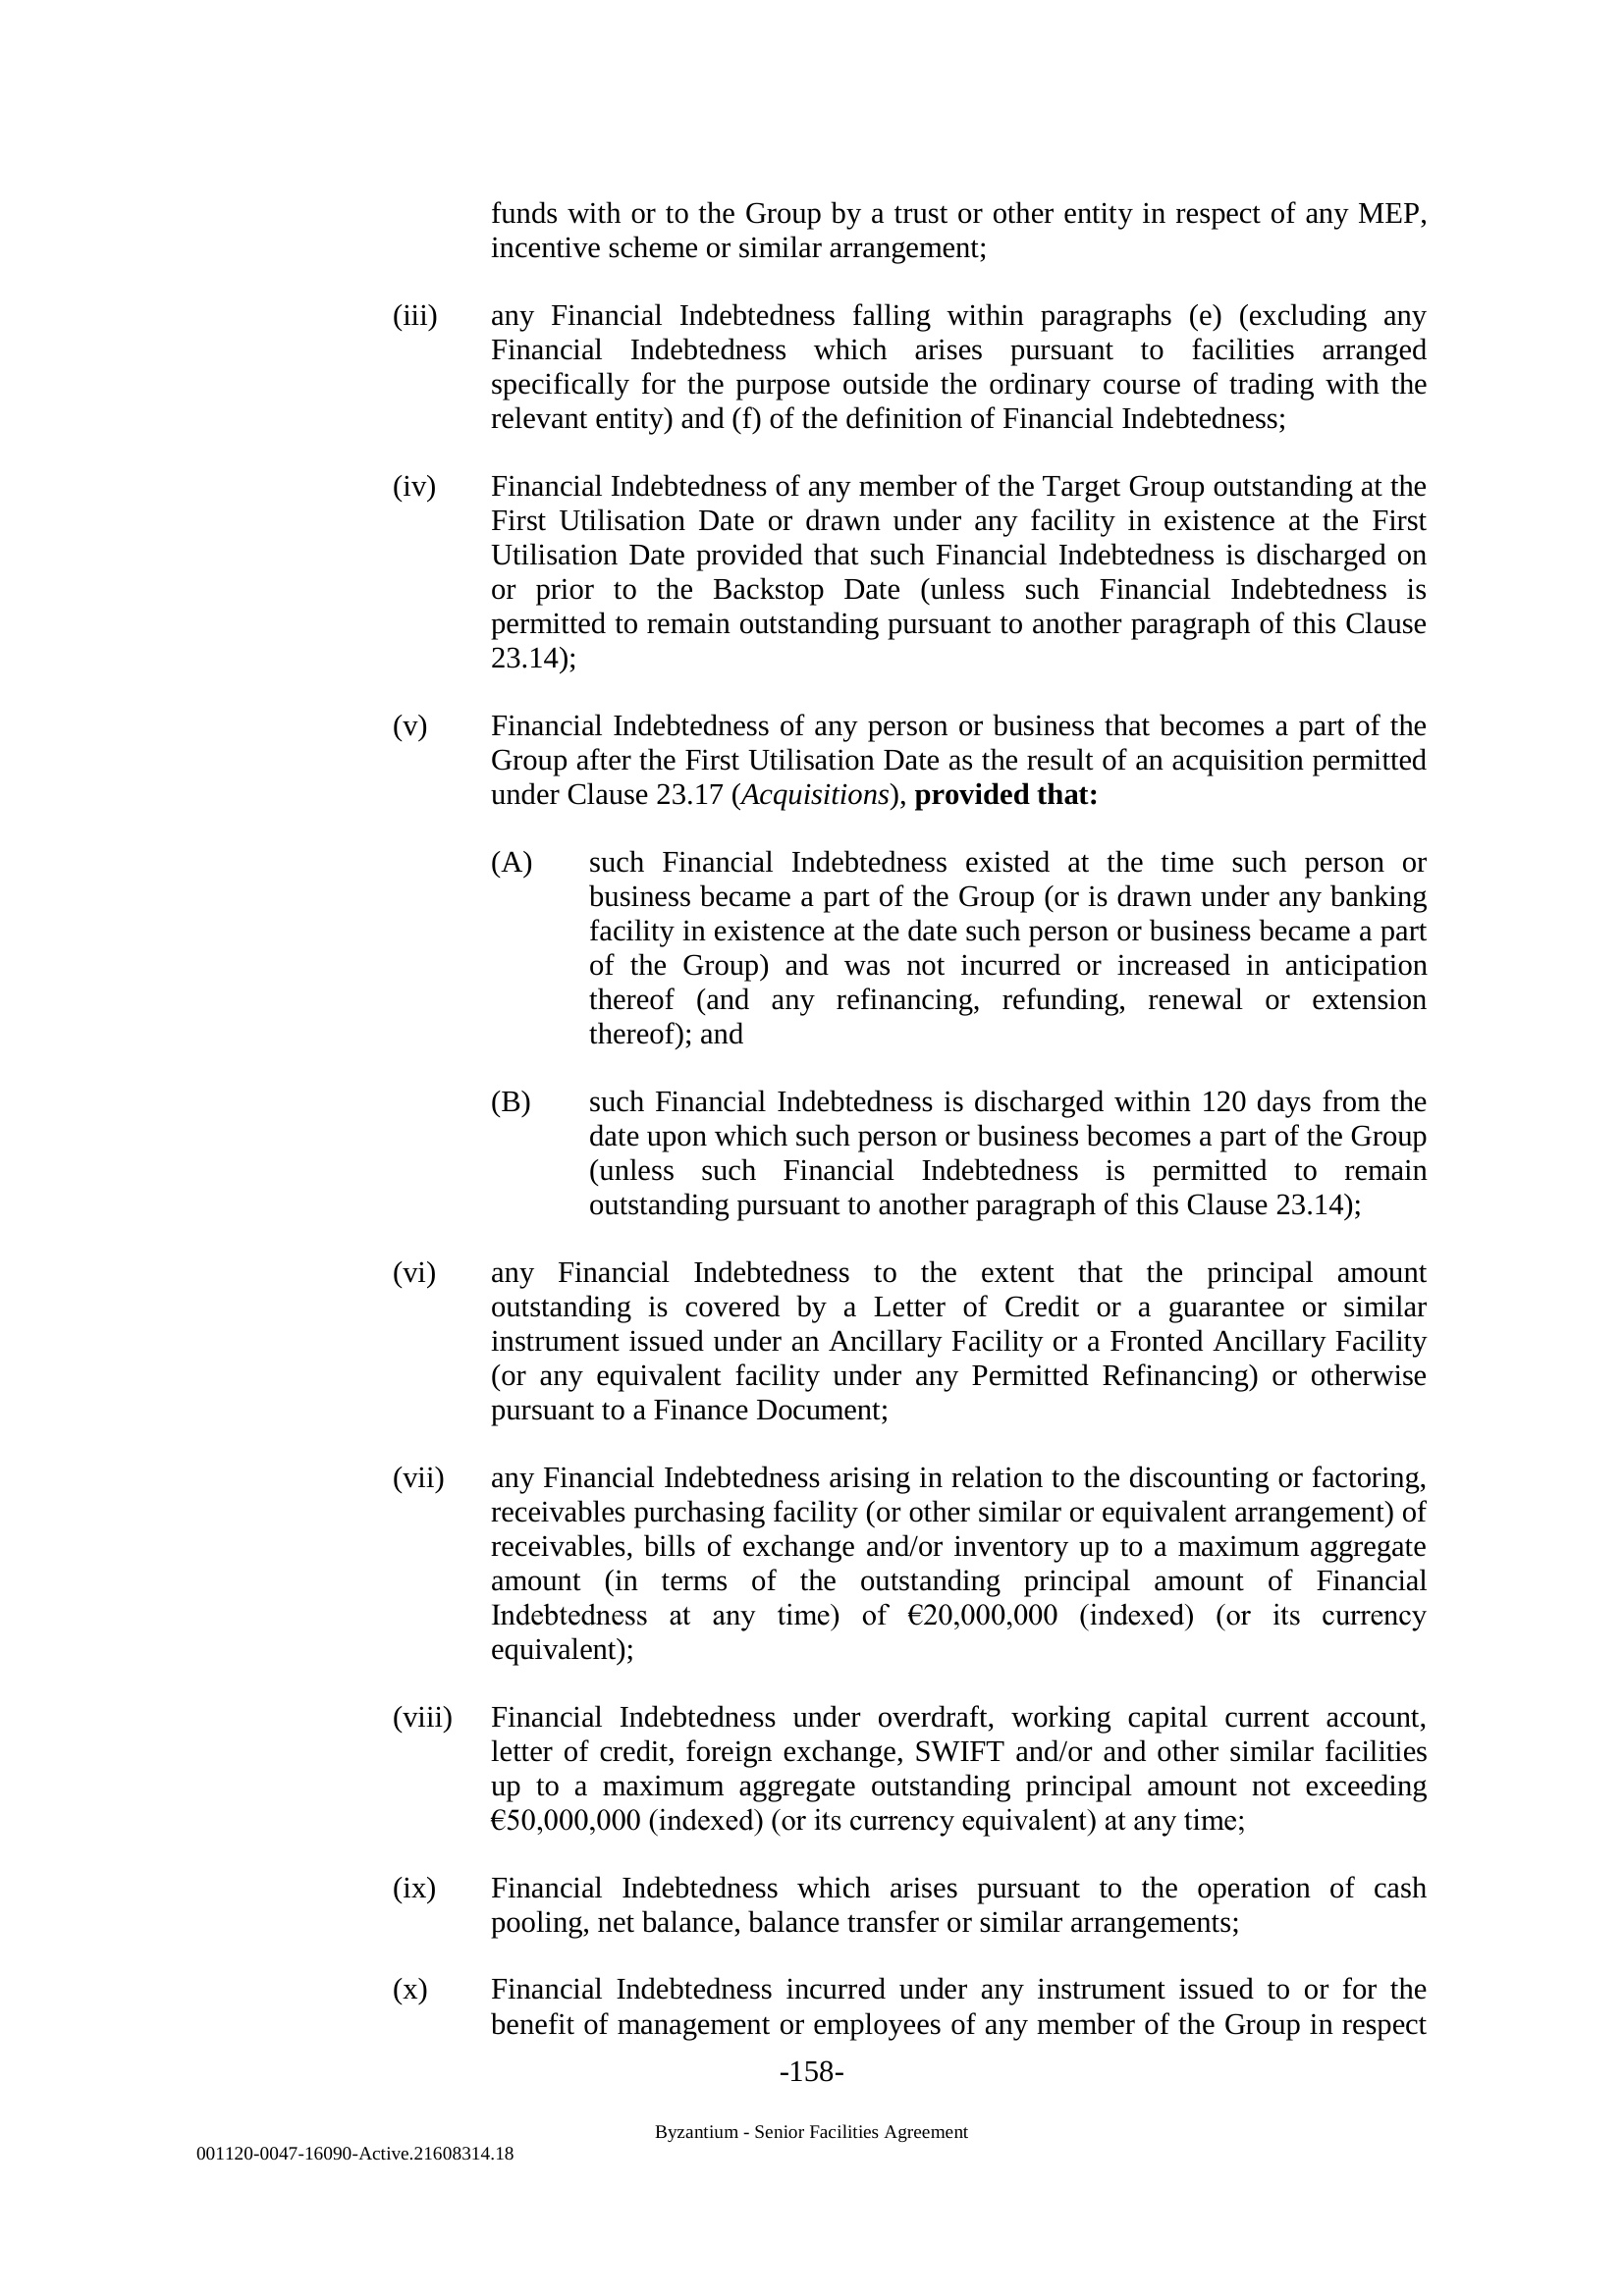 funds with or to the Group by a trust or other entity in respect of any MEP,
incentive scheme or similar arrangement;
(iii) any Financial Indebtedness falling within paragraphs (e) (excluding any
Financial Indebtedness which arises pursuant to facilities arranged
specifically for the purpose outside the ordinary course of trading with the
relevant entity) and (f) of the definition of Financial Indebtedness;
(iv) Financial Indebtedness of any member of the Target Group outstanding at the
First Utilisation Date or drawn under any facility in existence at the First
Utilisation Date provided that such Financial Indebtedness is discharged on
or prior to the Backstop Date (unless such Financial Indebtedness is
permitted to remain outstanding pursuant to another paragraph of this Clause
23.14);
(v) Financial Indebtedness of any person or business that becomes a part of the
Group after the First Utilisation Date as the result of an acquisition permitted
under Clause 23.17 (Acquisitions), provided that:
(A) such Financial Indebtedness existed at the time such person or
business became a part of the Group (or is drawn under any banking
facility in existence at the date such person or business became a part
of the Group) and was not incurred or increased in anticipation
thereof (and any refinancing, refunding, renewal or extension
thereof); and
(B) such Financial Indebtedness is discharged within 120 days from the
date upon which such person or business becomes a part of the Group
(unless such Financial Indebtedness is permitted to remain
outstanding pursuant to another paragraph of this Clause 23.14);
(vi) any Financial Indebtedness to the extent that the principal amount
outstanding is covered by a Letter of Credit or a guarantee or similar
instrument issued under an Ancillary Facility or a Fronted Ancillary Facility
(or any equivalent facility under any Permitted Refinancing) or otherwise
pursuant to a Finance Document;
(vii) any Financial Indebtedness arising in relation to the discounting or factoring,
receivables purchasing facility (or other similar or equivalent arrangement) of
receivables, bills of exchange and/or inventory up to a maximum aggregate
amount (in terms of the outstanding principal amount of Financial
Indebtedness at any time) of €20,000,000 (indexed) (or its currency
equivalent);
(viii) Financial Indebtedness under overdraft, working capital current account,
letter of credit, foreign exchange, SWIFT and/or and other similar facilities
up to a maximum aggregate outstanding principal amount not exceeding
€50,000,000 (indexed) (or its currency equivalent) at any time;
(ix) Financial Indebtedness which arises pursuant to the operation of cash
pooling, net balance, balance transfer or similar arrangements;
(x) Financial Indebtedness incurred under any instrument issued to or for the
benefit of management or employees of any member of the Group in respect
-158-
Byzantium - Senior Facilities Agreement
001120-0047-16090-Active.21608314.18